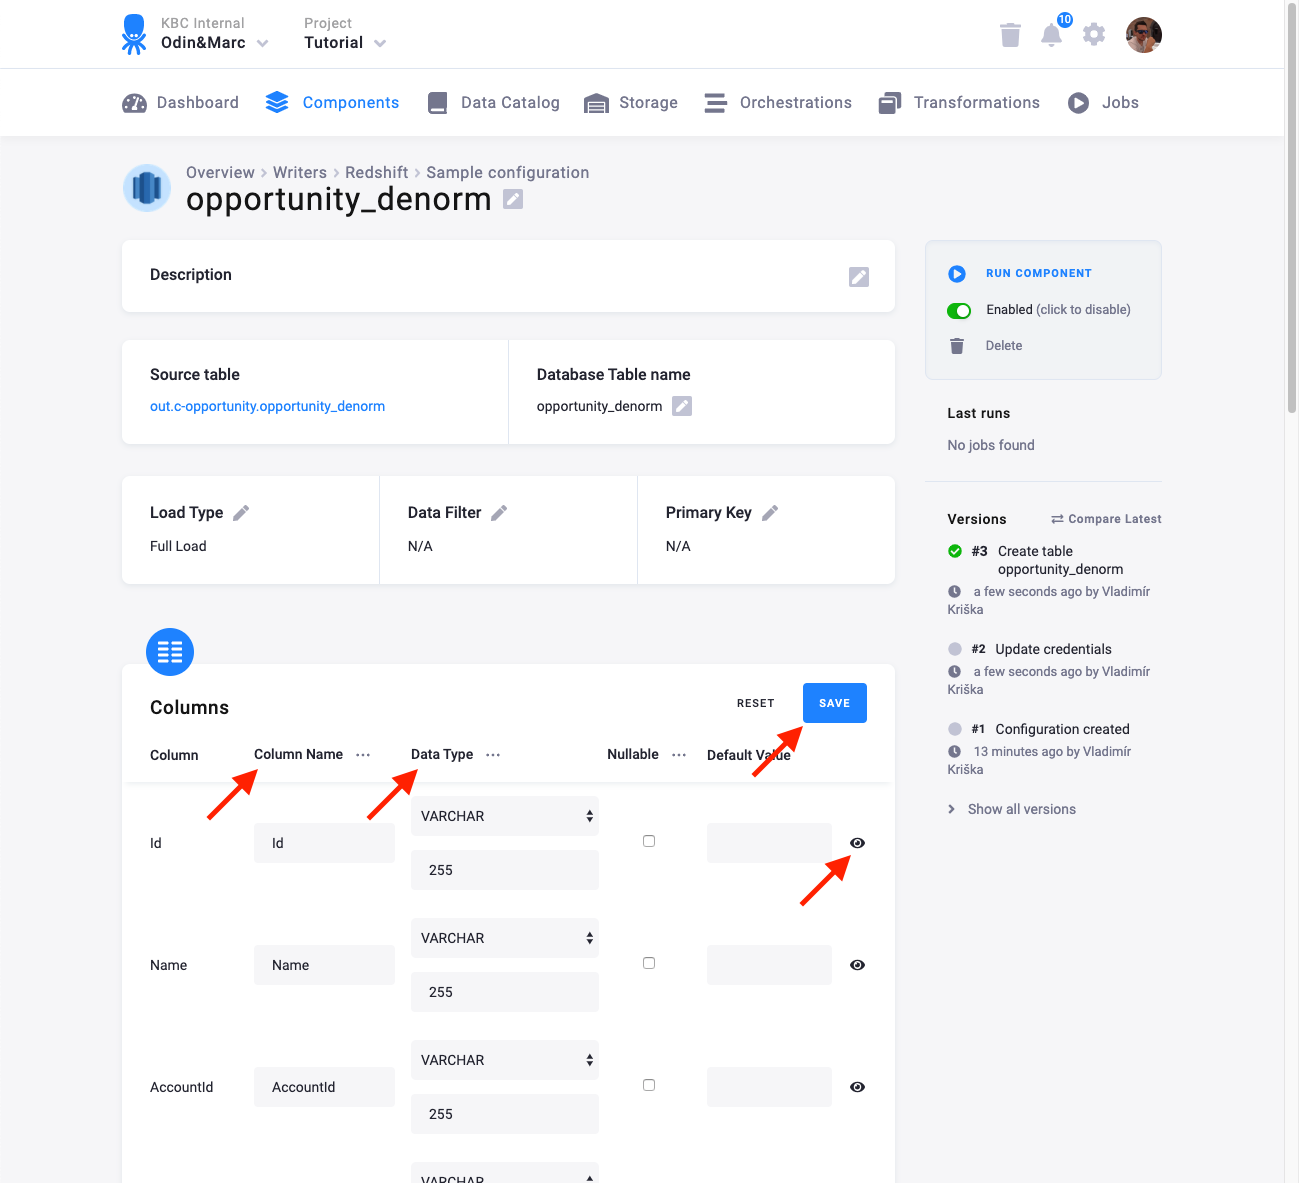 KBC Internal
Odin&Marc
Project
Tutorial
10
Dashboard
Components
Data Catalog
Storage
Orchestrations
Transformations
Jobs
Overview > Writers > Redshift > Sample configuration
opportunity_denorm
Description
Source table
out.c-opportunity.opportunity_denorm
Database Table name
opportunity_denorm
Load Type
Full Load
Data Filter
N/A
Primary Key
N/A
Columns
RESET
SAVE
Column
Column Name ...
Data Type ...
Nullable ...
Default Value
Id
Id
VARCHAR
255
Name
Name
VARCHAR
255
AccountId
AccountId
VARCHAR
255
VARCHAR
RUN COMPONENT
Enabled (click to disable)
Delete
Last runs
No jobs found
Versions
Compare Latest
#3 Create table
opportunity_denorm
a few seconds ago by Vladimír
Kriška
#2 Update credentials
a few seconds ago by Vladimír
Kriška
#1 Configuration created
13 minutes ago by Vladimír
Kriška
Show all versions